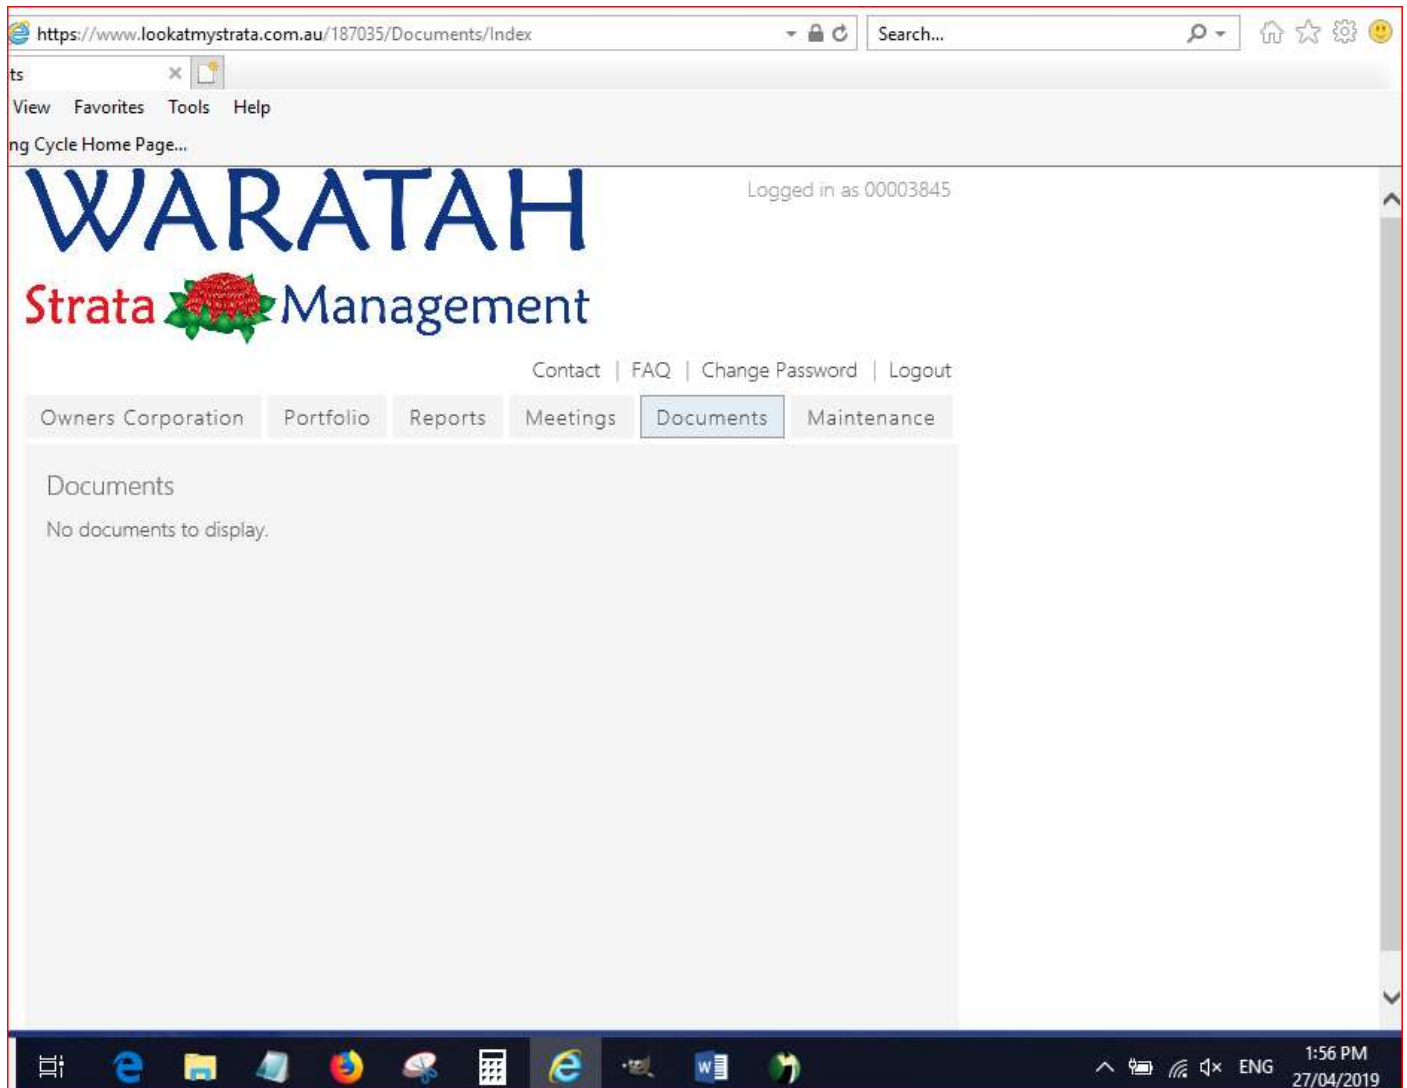 https://www.lookatmystrata.com.au/187035/Documents/Index Search...
ts
View Favorites Tools Help
ng Cycle Home Page...
WARATAH
Logged in as 00003845
Strata Management
Contact | FAQ | Change Password | Logout
Owners Corporation Portfolio Reports Meetings Documents Maintenance
Documents
No documents to display.
ENG 1:56 PM
27/04/2019